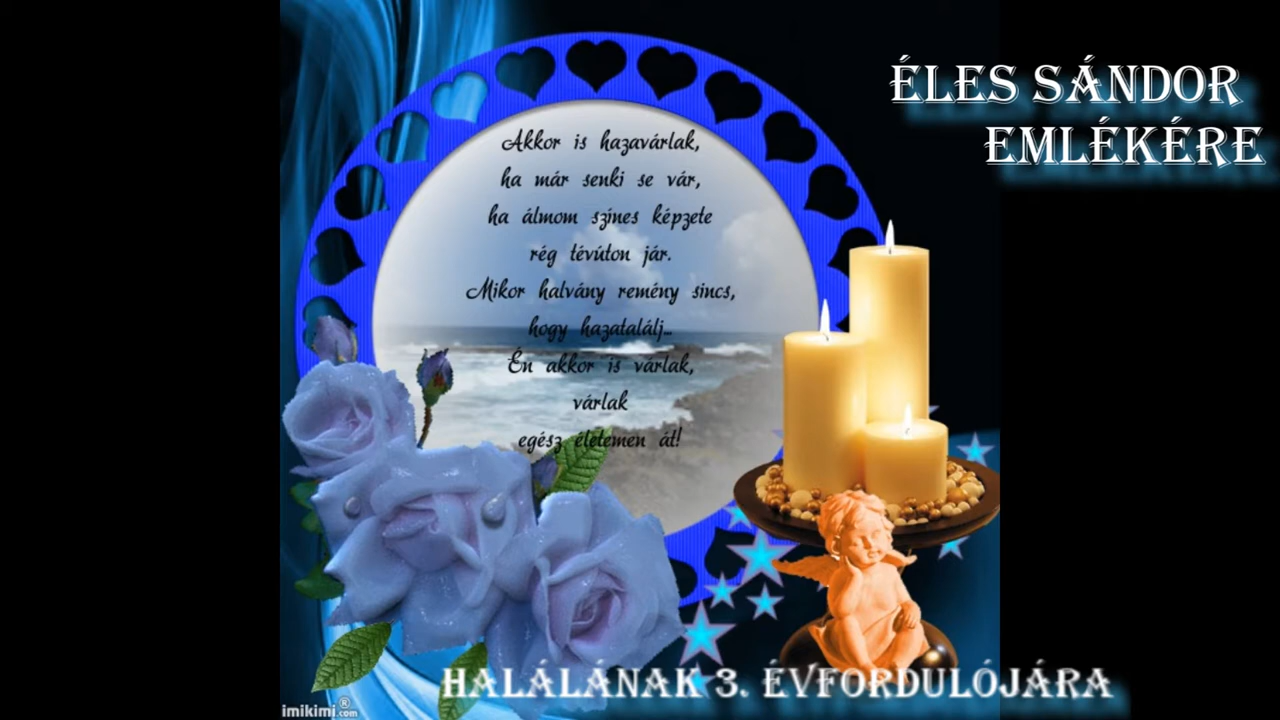 ÉLES SÁNDOR
EMLÉKÉRE
Akkor is hazavárlak,
ha már senki se vár,
ha álmom színes képzete
rég tévúton jár.
Mikor halvány remény sincs,
hogy hazatalálj...
Én akkor is várlak,
várlak
egész életemen át!
HALÁLÁNAK 3. ÉVFORDULÓJÁRA
imikimi®.com